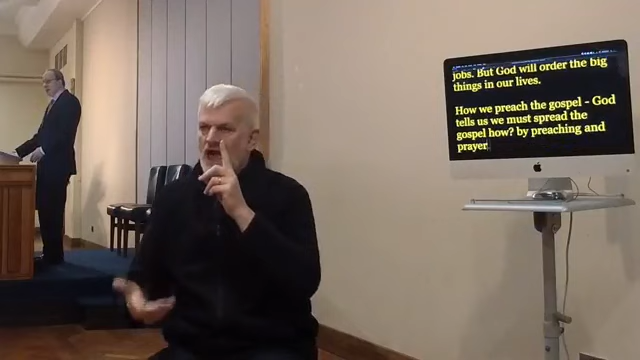 jobs. But God will order the big
things in our lives.
How we preach the gospel - God
tells us we must spread the
gospel how? by preaching and
prayer